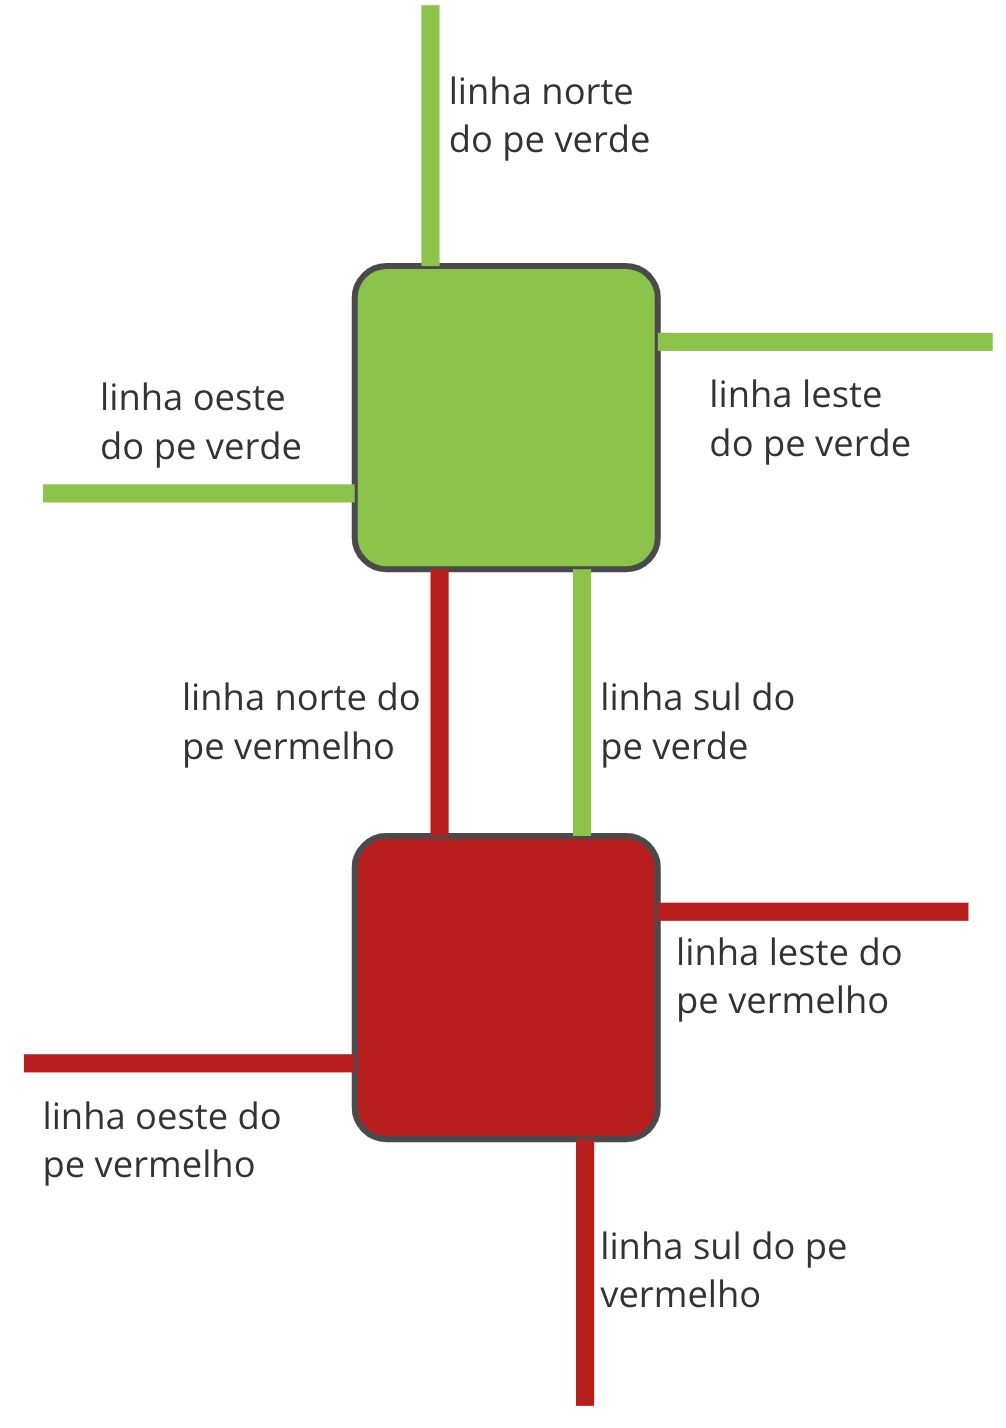 linha norte
do pe verde
linha oeste
do pe verde
linha leste
do pe verde
linha norte do
pe vermelho
linha sul do
pe verde
linha leste do
pe vermelho
linha oeste do
pe vermelho
linha sul do pe
vermelho